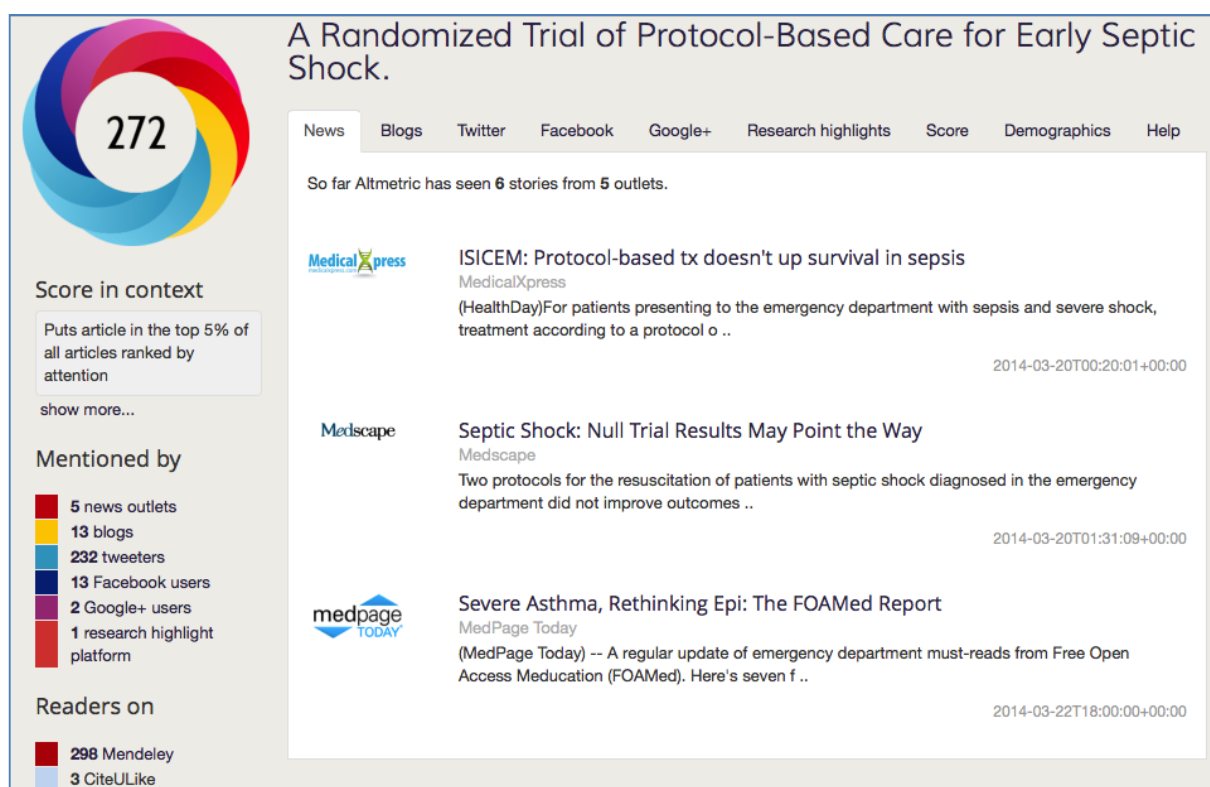 A Randomized Trial of Protocol-Based Care for Early Septic
Shock.
272
News Blogs Twitter Facebook Google+ Research highlights Score Demographics Help
So far Altmetric has seen 6 stories from 5 outlets.
MedicalXpress
ISICEM: Protocol-based tx doesn't up survival in sepsis
MedicalXpress
(HealthDay)For patients presenting to the emergency department with sepsis and severe shock,
treatment according to a protocol o ..
2014-03-20T00:20:01+00:00
Medscape
Septic Shock: Null Trial Results May Point the Way
Medscape
Two protocols for the resuscitation of patients with septic shock diagnosed in the emergency
department did not improve outcomes ..
2014-03-20T01:31:09+00:00
medpage
TODAY
Severe Asthma, Rethinking Epi: The FOAMed Report
MedPage Today
(MedPage Today) -- A regular update of emergency department must-reads from Free Open
Access Meducation (FOAMed). Here's seven f ..
2014-03-22T18:00:00+00:00
Score in context
Puts article in the top 5% of
all articles ranked by
attention
show more...
Mentioned by
5 news outlets
13 blogs
232 tweeters
13 Facebook users
2 Google+ users
1 research highlight
platform
Readers on
298 Mendeley
3 CiteULike